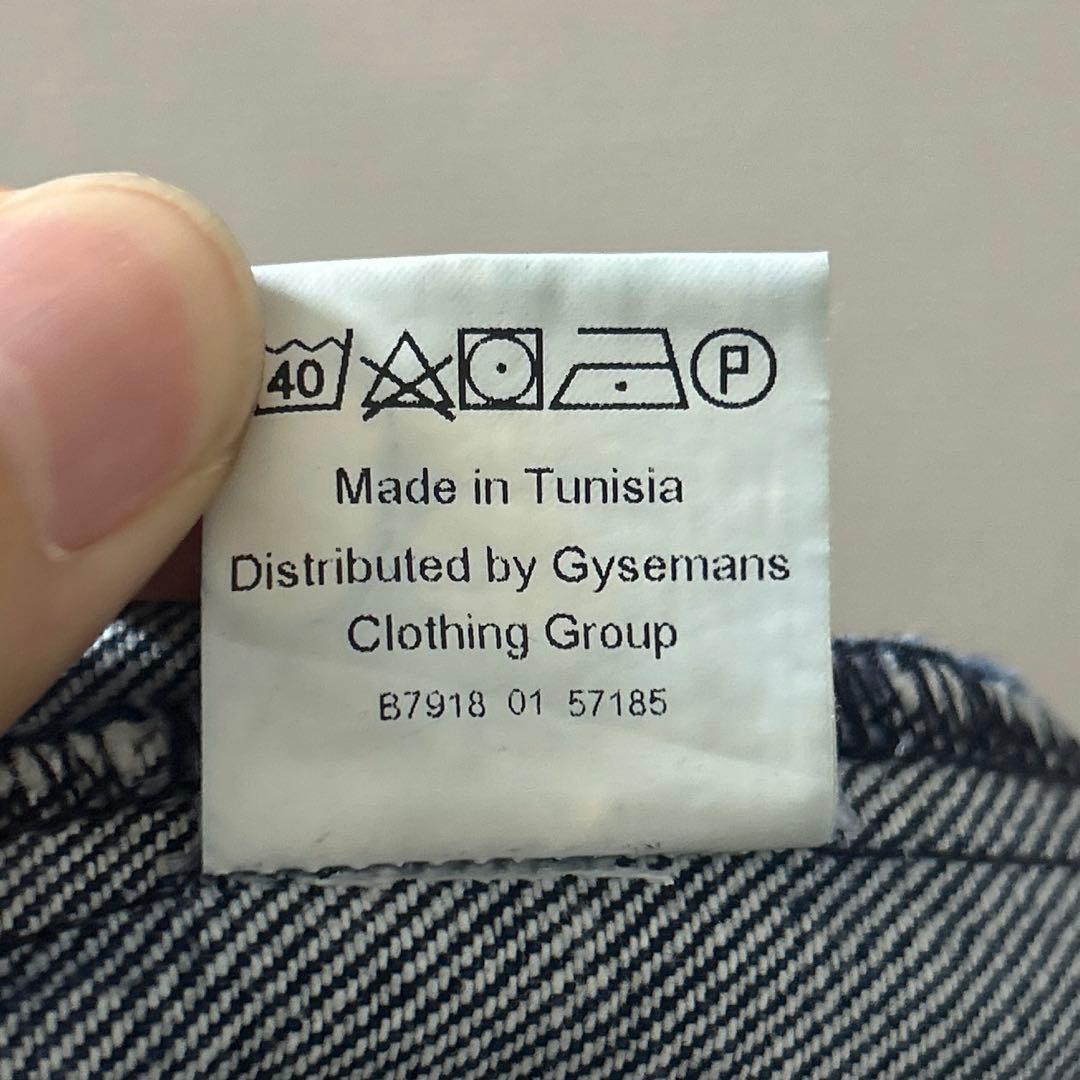 40 P
Made in Tunisia
Distributed by Gysemans
Clothing Group
B7918 01 57185